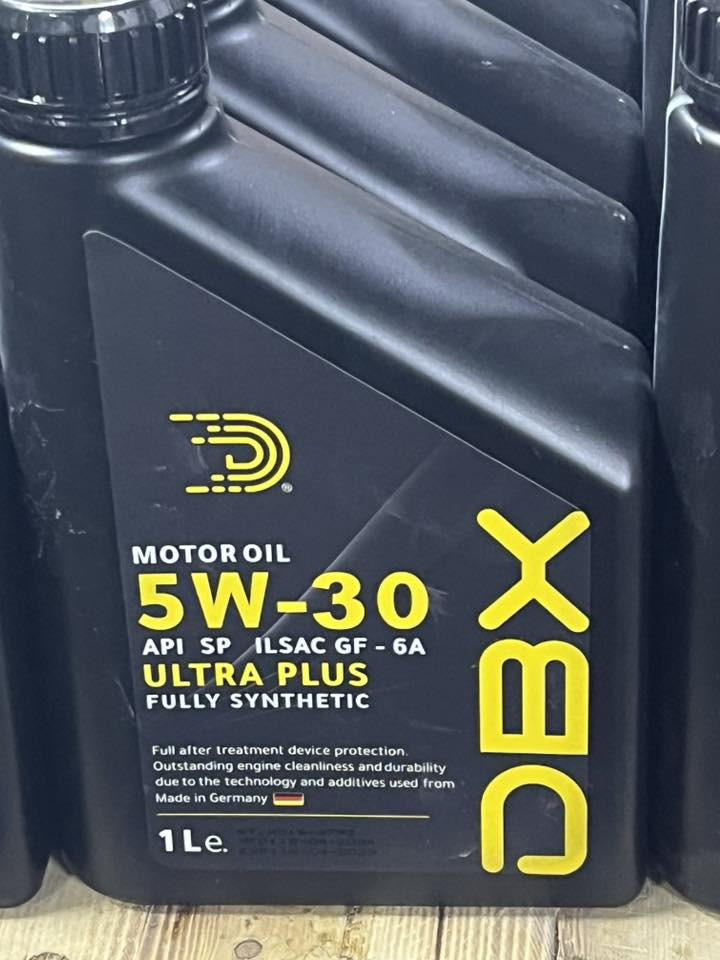 MOTOR OIL
5W-30
API SP ILSAC GF - 6A
ULTRA PLUS
FULLY SYNTHETIC
Full after treatment device protection.
Outstanding engine cleanliness and durability
due to the technology and additives used from
Made in Germany
1 L e.
DBX
®